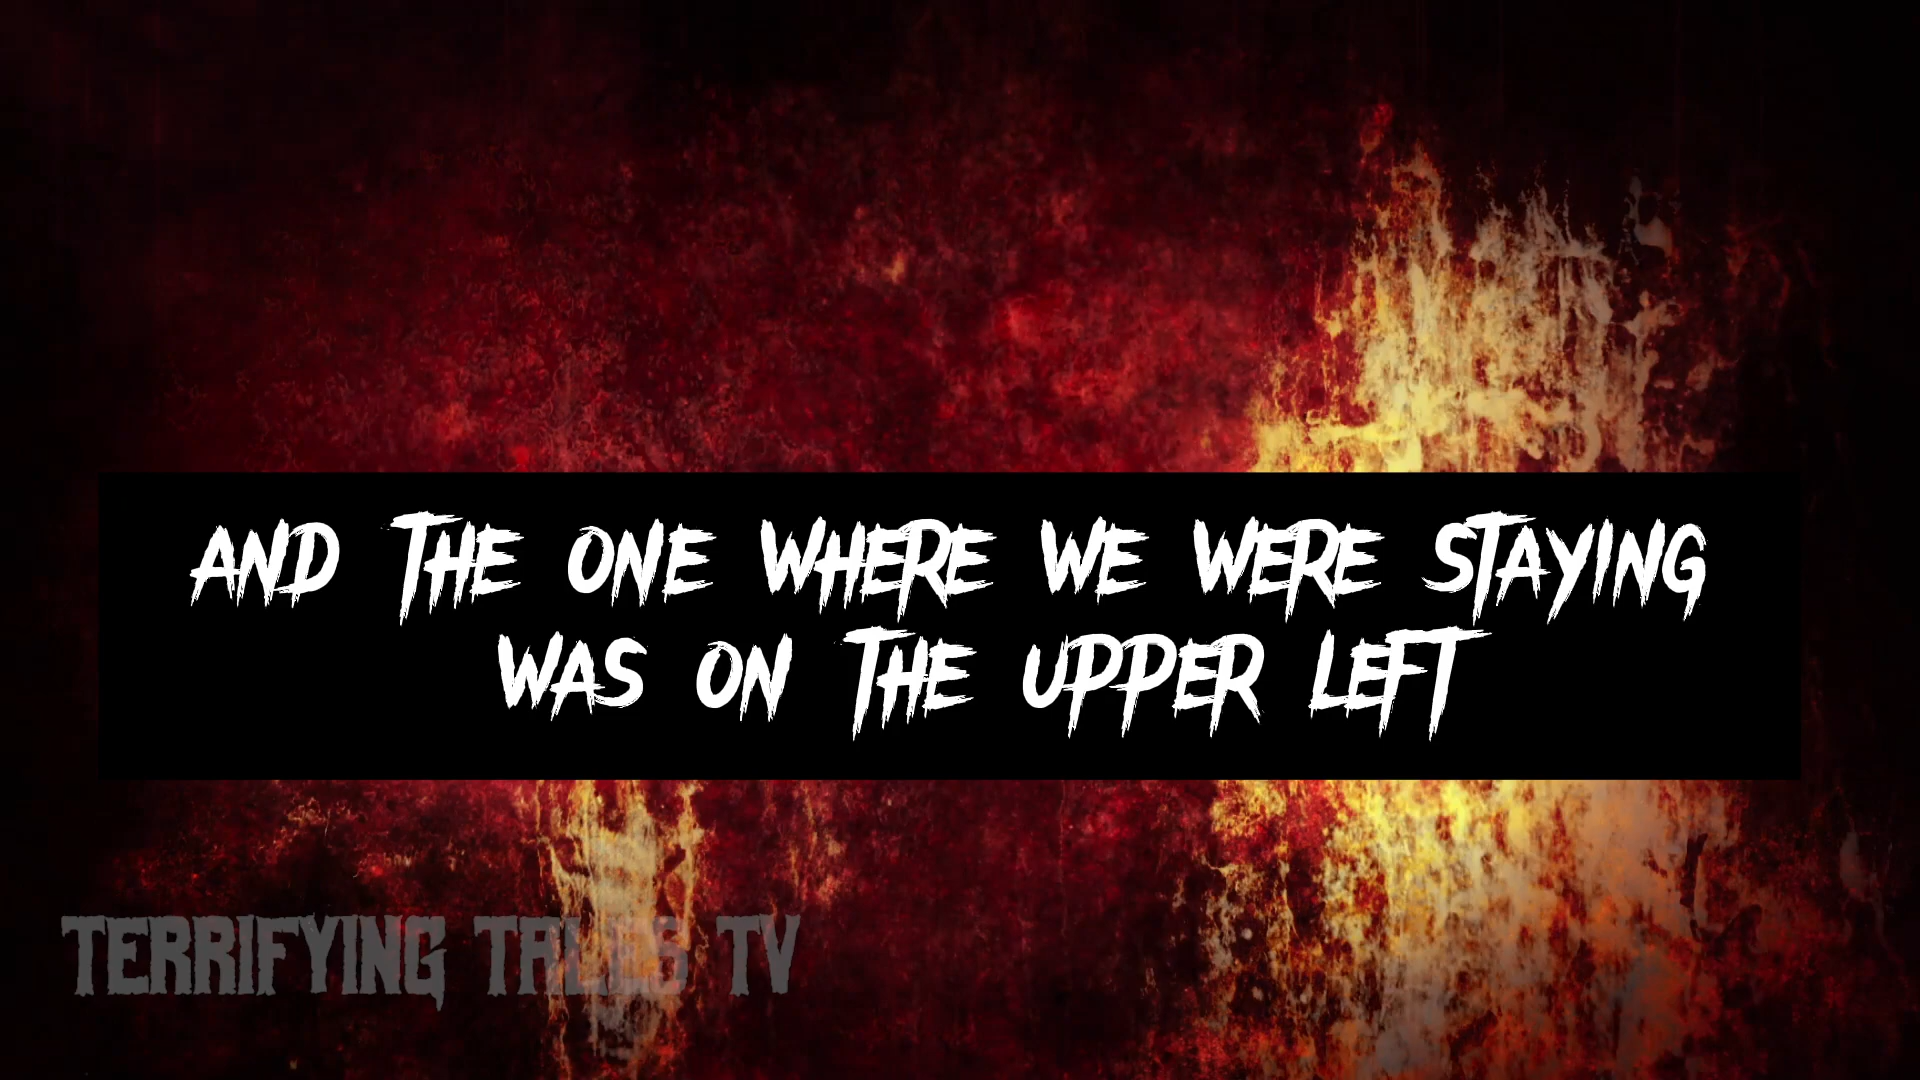 AND THE ONE WHERE WE WERE STAYING
WAS ON THE UPPER LEFT
TERRIFYING TALES TV